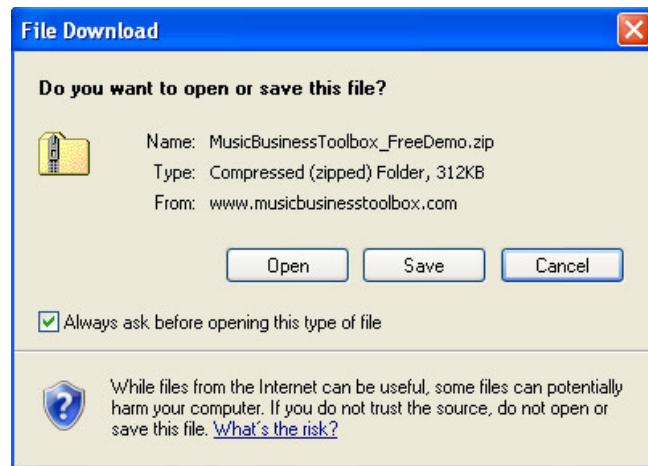 File Download
Do you want to open or save this file?
Name: MusicBusinessToolbox_FreeDemo.zip
Type: Compressed (zipped) Folder, 312KB
From: www.musicbusinesstoolbox.com
Open Save Cancel
Always ask before opening this type of file
While files from the Internet can be useful, some files can potentially
harm your computer. If you do not trust the source, do not open or
save this file. What's the risk?